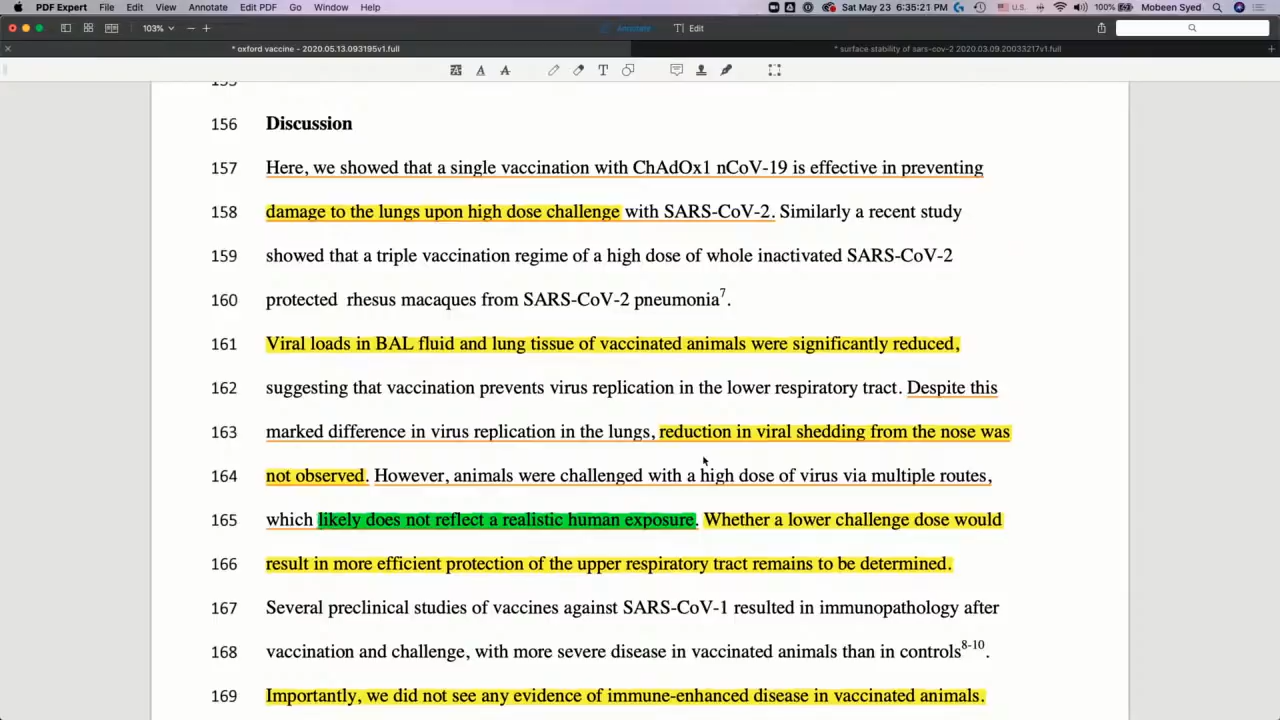 PDF Expert File Edit View Annotate Edit PDF Go Window Help U.S. 100% Sat May 23 6:35:21 PM Mobeen Syed
103% Annotate Edit
* oxford vaccine - 2020.05.13.093195v1.full * surface stability of sars-cov-2 2020.03.09.20033217v1.full
155
156 Discussion
157 Here, we showed that a single vaccination with ChAdOx1 nCoV-19 is effective in preventing
158 damage to the lungs upon high dose challenge with SARS-CoV-2. Similarly a recent study
159 showed that a triple vaccination regime of a high dose of whole inactivated SARS-CoV-2
160 protected rhesus macaques from SARS-CoV-2 pneumonia7.
161 Viral loads in BAL fluid and lung tissue of vaccinated animals were significantly reduced,
162 suggesting that vaccination prevents virus replication in the lower respiratory tract. Despite this
163 marked difference in virus replication in the lungs, reduction in viral shedding from the nose was
164 not observed. However, animals were challenged with a high dose of virus via multiple routes,
165 which likely does not reflect a realistic human exposure. Whether a lower challenge dose would
166 result in more efficient protection of the upper respiratory tract remains to be determined.
167 Several preclinical studies of vaccines against SARS-CoV-1 resulted in immunopathology after
168 vaccination and challenge, with more severe disease in vaccinated animals than in controls8-10.
169 Importantly, we did not see any evidence of immune-enhanced disease in vaccinated animals.